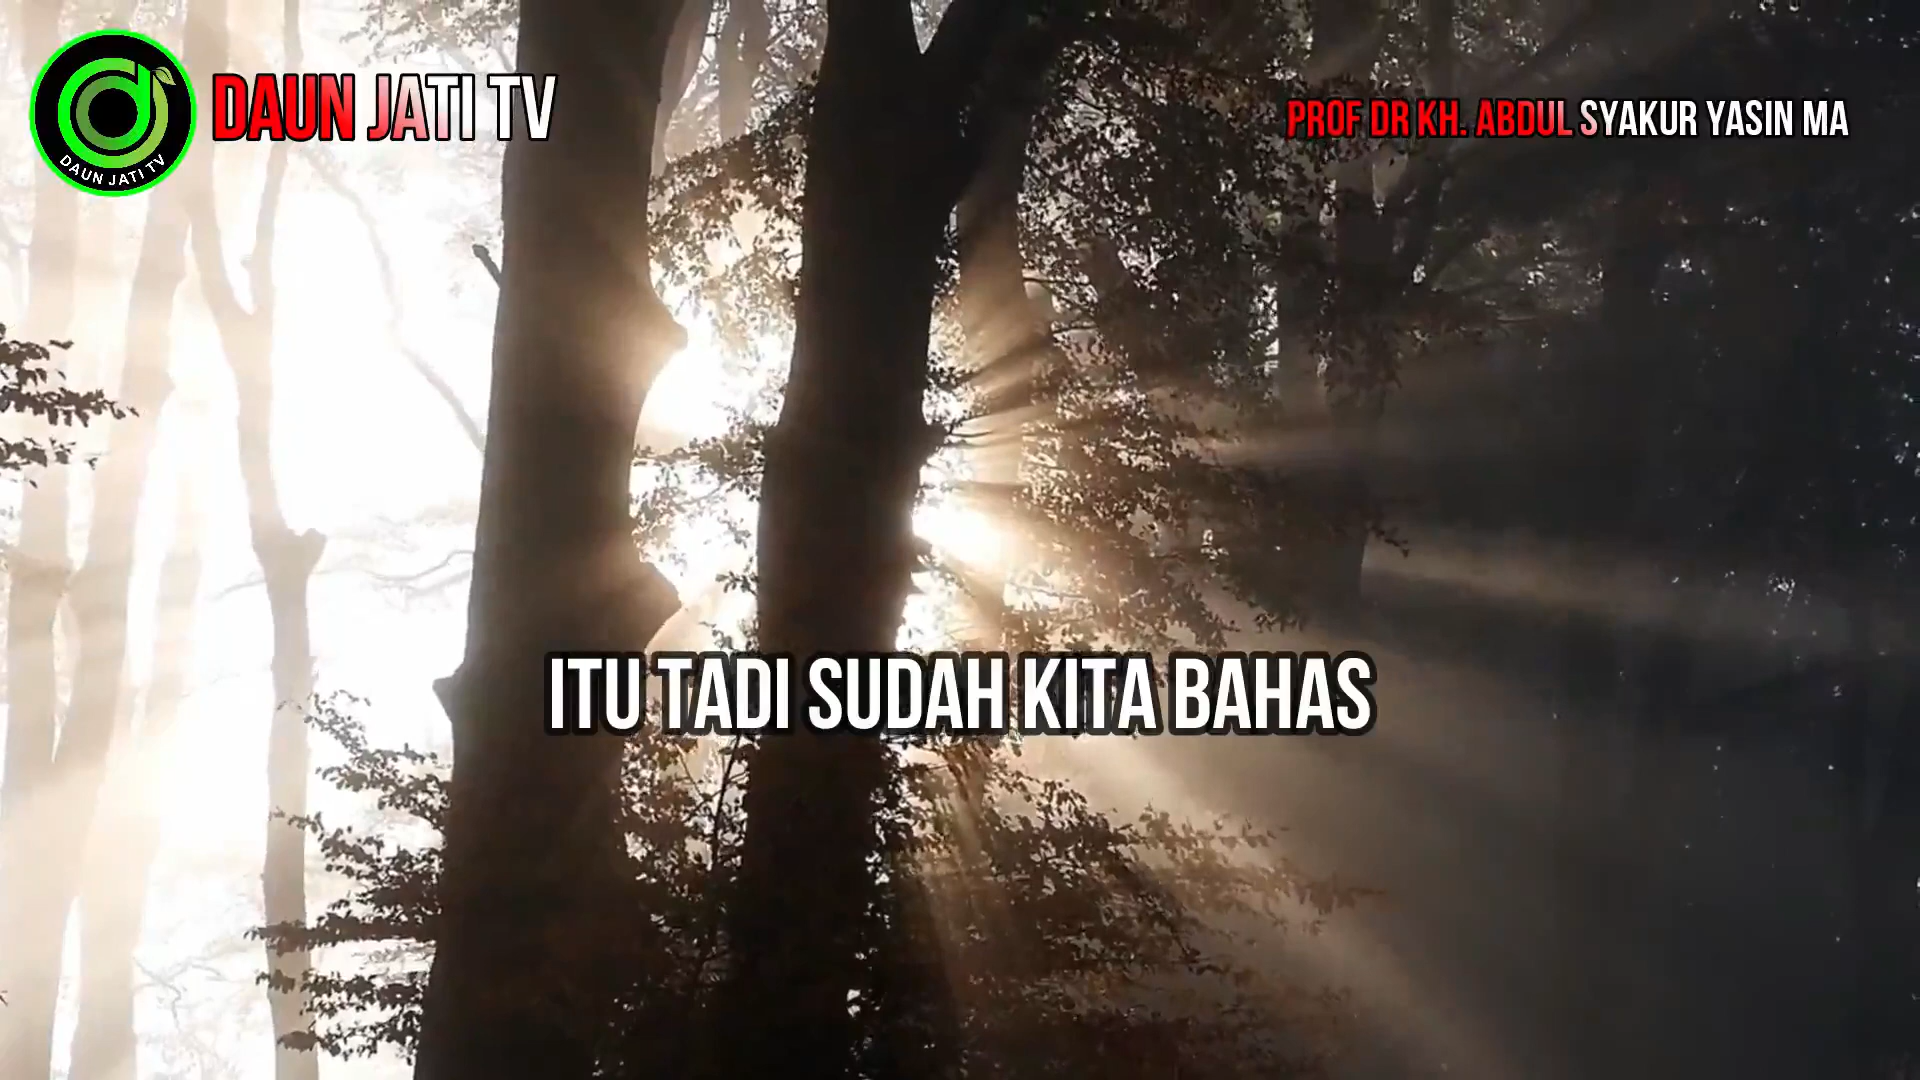 DAUN JATI TV
DAUN JATI TV
PROF DR KH. ABDUL SYAKUR YASIN MA
ITU TADI SUDAH KITA BAHAS